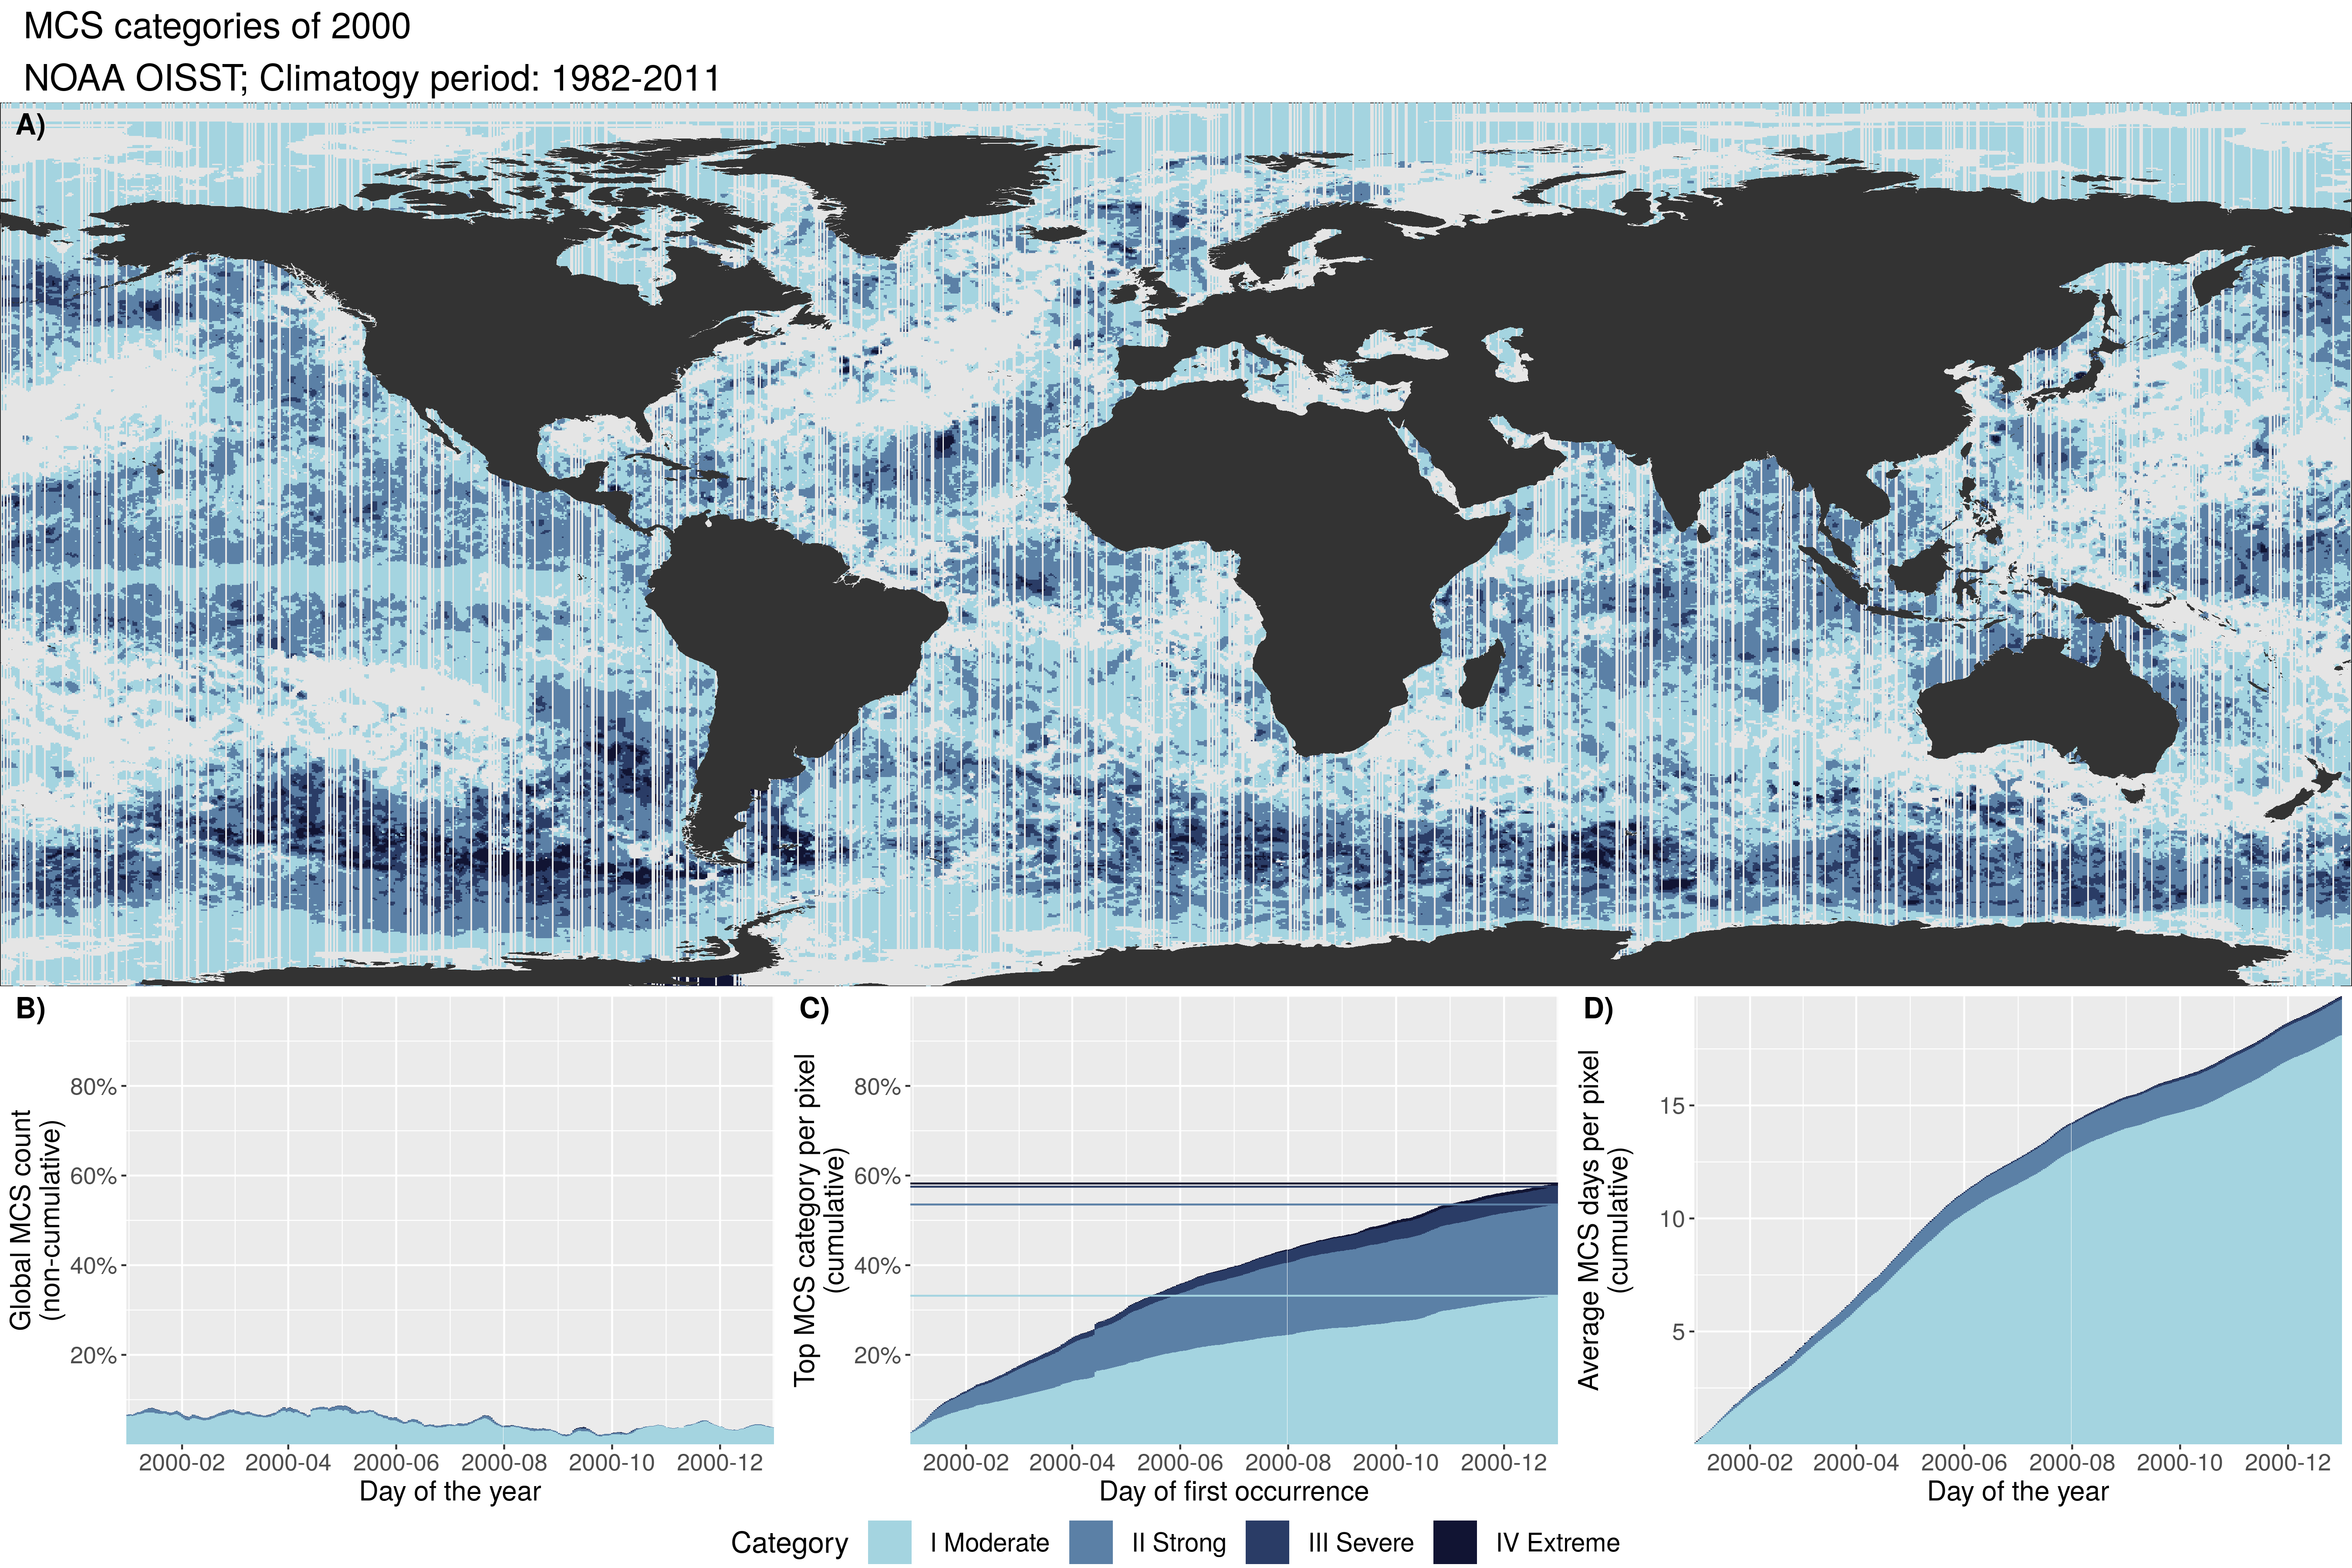 MCS categories of 2000
NOAA OISST; Climatogy period: 1982-2011
A)
B)
Global MCS count
(non-cumulative)
80%
60%
40%
20%
2000-02 2000-04 2000-06 2000-08 2000-10 2000-12
Day of the year
C)
Top MCS category per pixel
(cumulative)
80%
60%
40%
20%
2000-02 2000-04 2000-06 2000-08 2000-10 2000-12
Day of first occurrence
D)
Average MCS days per pixel
(cumulative)
15
10
5
2000-02 2000-04 2000-06 2000-08 2000-10 2000-12
Day of the year
Category I Moderate II Strong III Severe IV Extreme